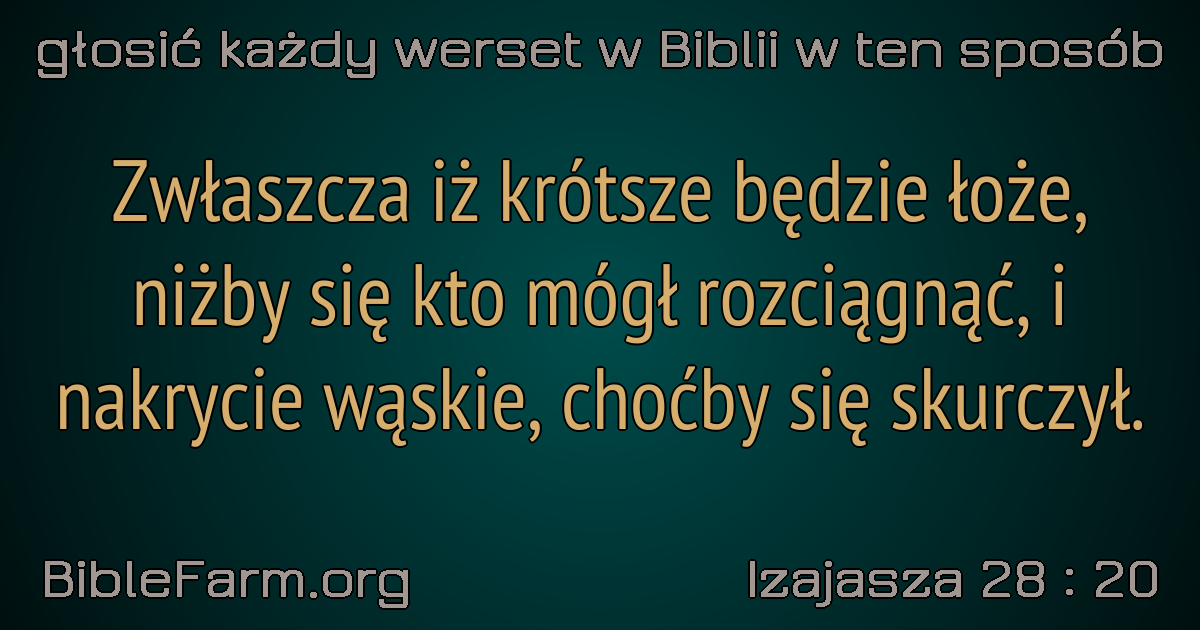 głosić każdy werset w Biblii w ten sposób
Zwłaszcza iż krótsze będzie łoże,
niżby się kto mógł rozciągnąć, i
nakrycie wąskie, choćby się skurczył.
BibleFarm.org
Izajasza 28 : 20